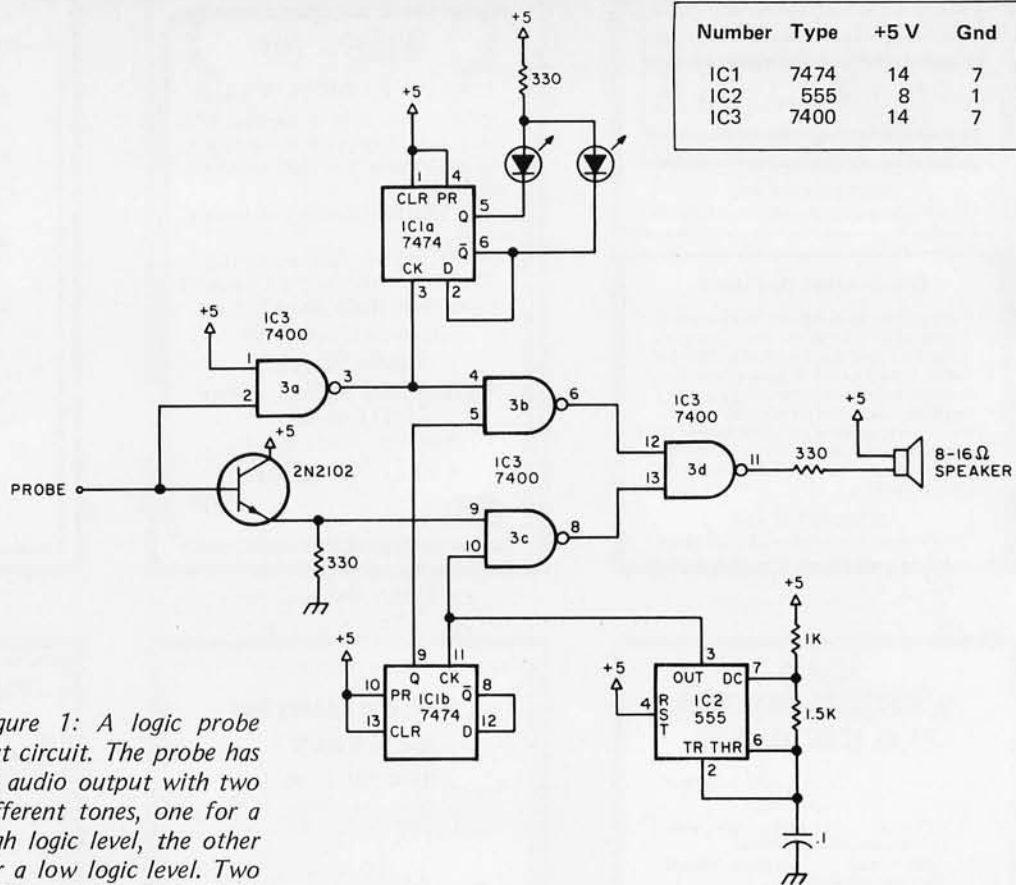 Number Type +5 V Gnd
IC1 7474 14 7
IC2 555 8 1
IC3 7400 14 7
+5
330
+5
1 4
CLR PR
Q 5
IC1a
7474
Q̅ 6
CK D
3 2
+5
IC3
7400
1
2
3a
3
4
5
3b
6
IC3
7400
12
13
3d
11
330
+5
8-16Ω
SPEAKER
+5
2N2102
PROBE
IC3
7400
9
10
3c
8
330
+5
9 11
Q CK
10 PR
Q̅ 8
IC1b
7474
13 CLR
D 12
+5
4
RST
3
OUT DC 7
IC2
555
TR THR 6
2
+5
1K
1.5K
.1
gure 1: A logic probe
st circuit. The probe has
audio output with two
fferent tones, one for a
gh logic level, the other
r a low logic level. Two